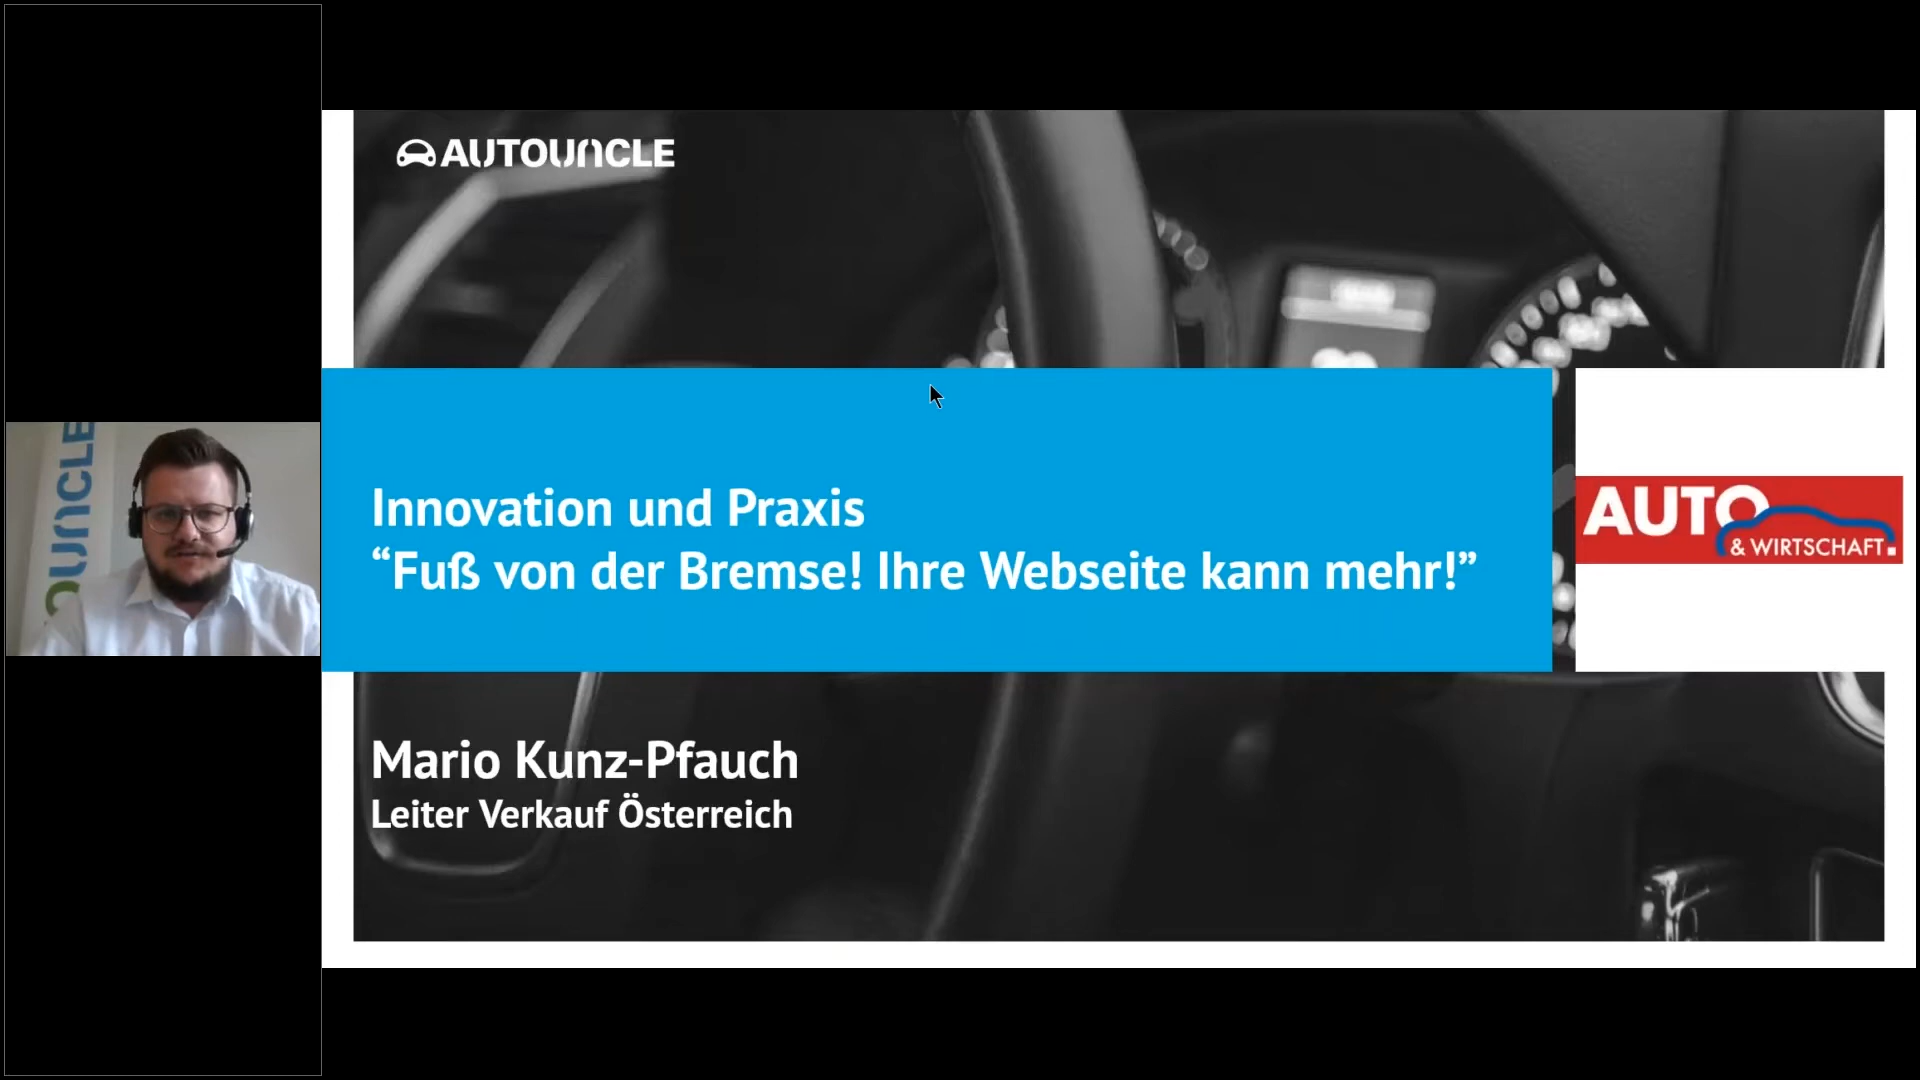 AUTOUNCLE
Innovation und Praxis
“Fuß von der Bremse! Ihre Webseite kann mehr!”
AUTO
& WIRTSCHAFT.
Mario Kunz-Pfauch
Leiter Verkauf Österreich
OUNCLE